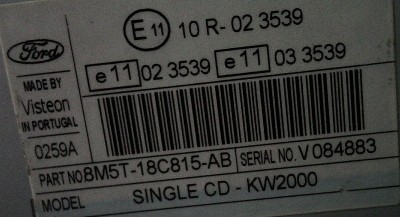 E 11 10 R- 02 3539
Ford
e 11 02 3539 e 11 03 3539
MADE BY
Visteon
IN PORTUGAL
0259A
PART NO 8M5T-18C815-AB SERIAL NO. V 084883
MODEL SINGLE CD - KW2000